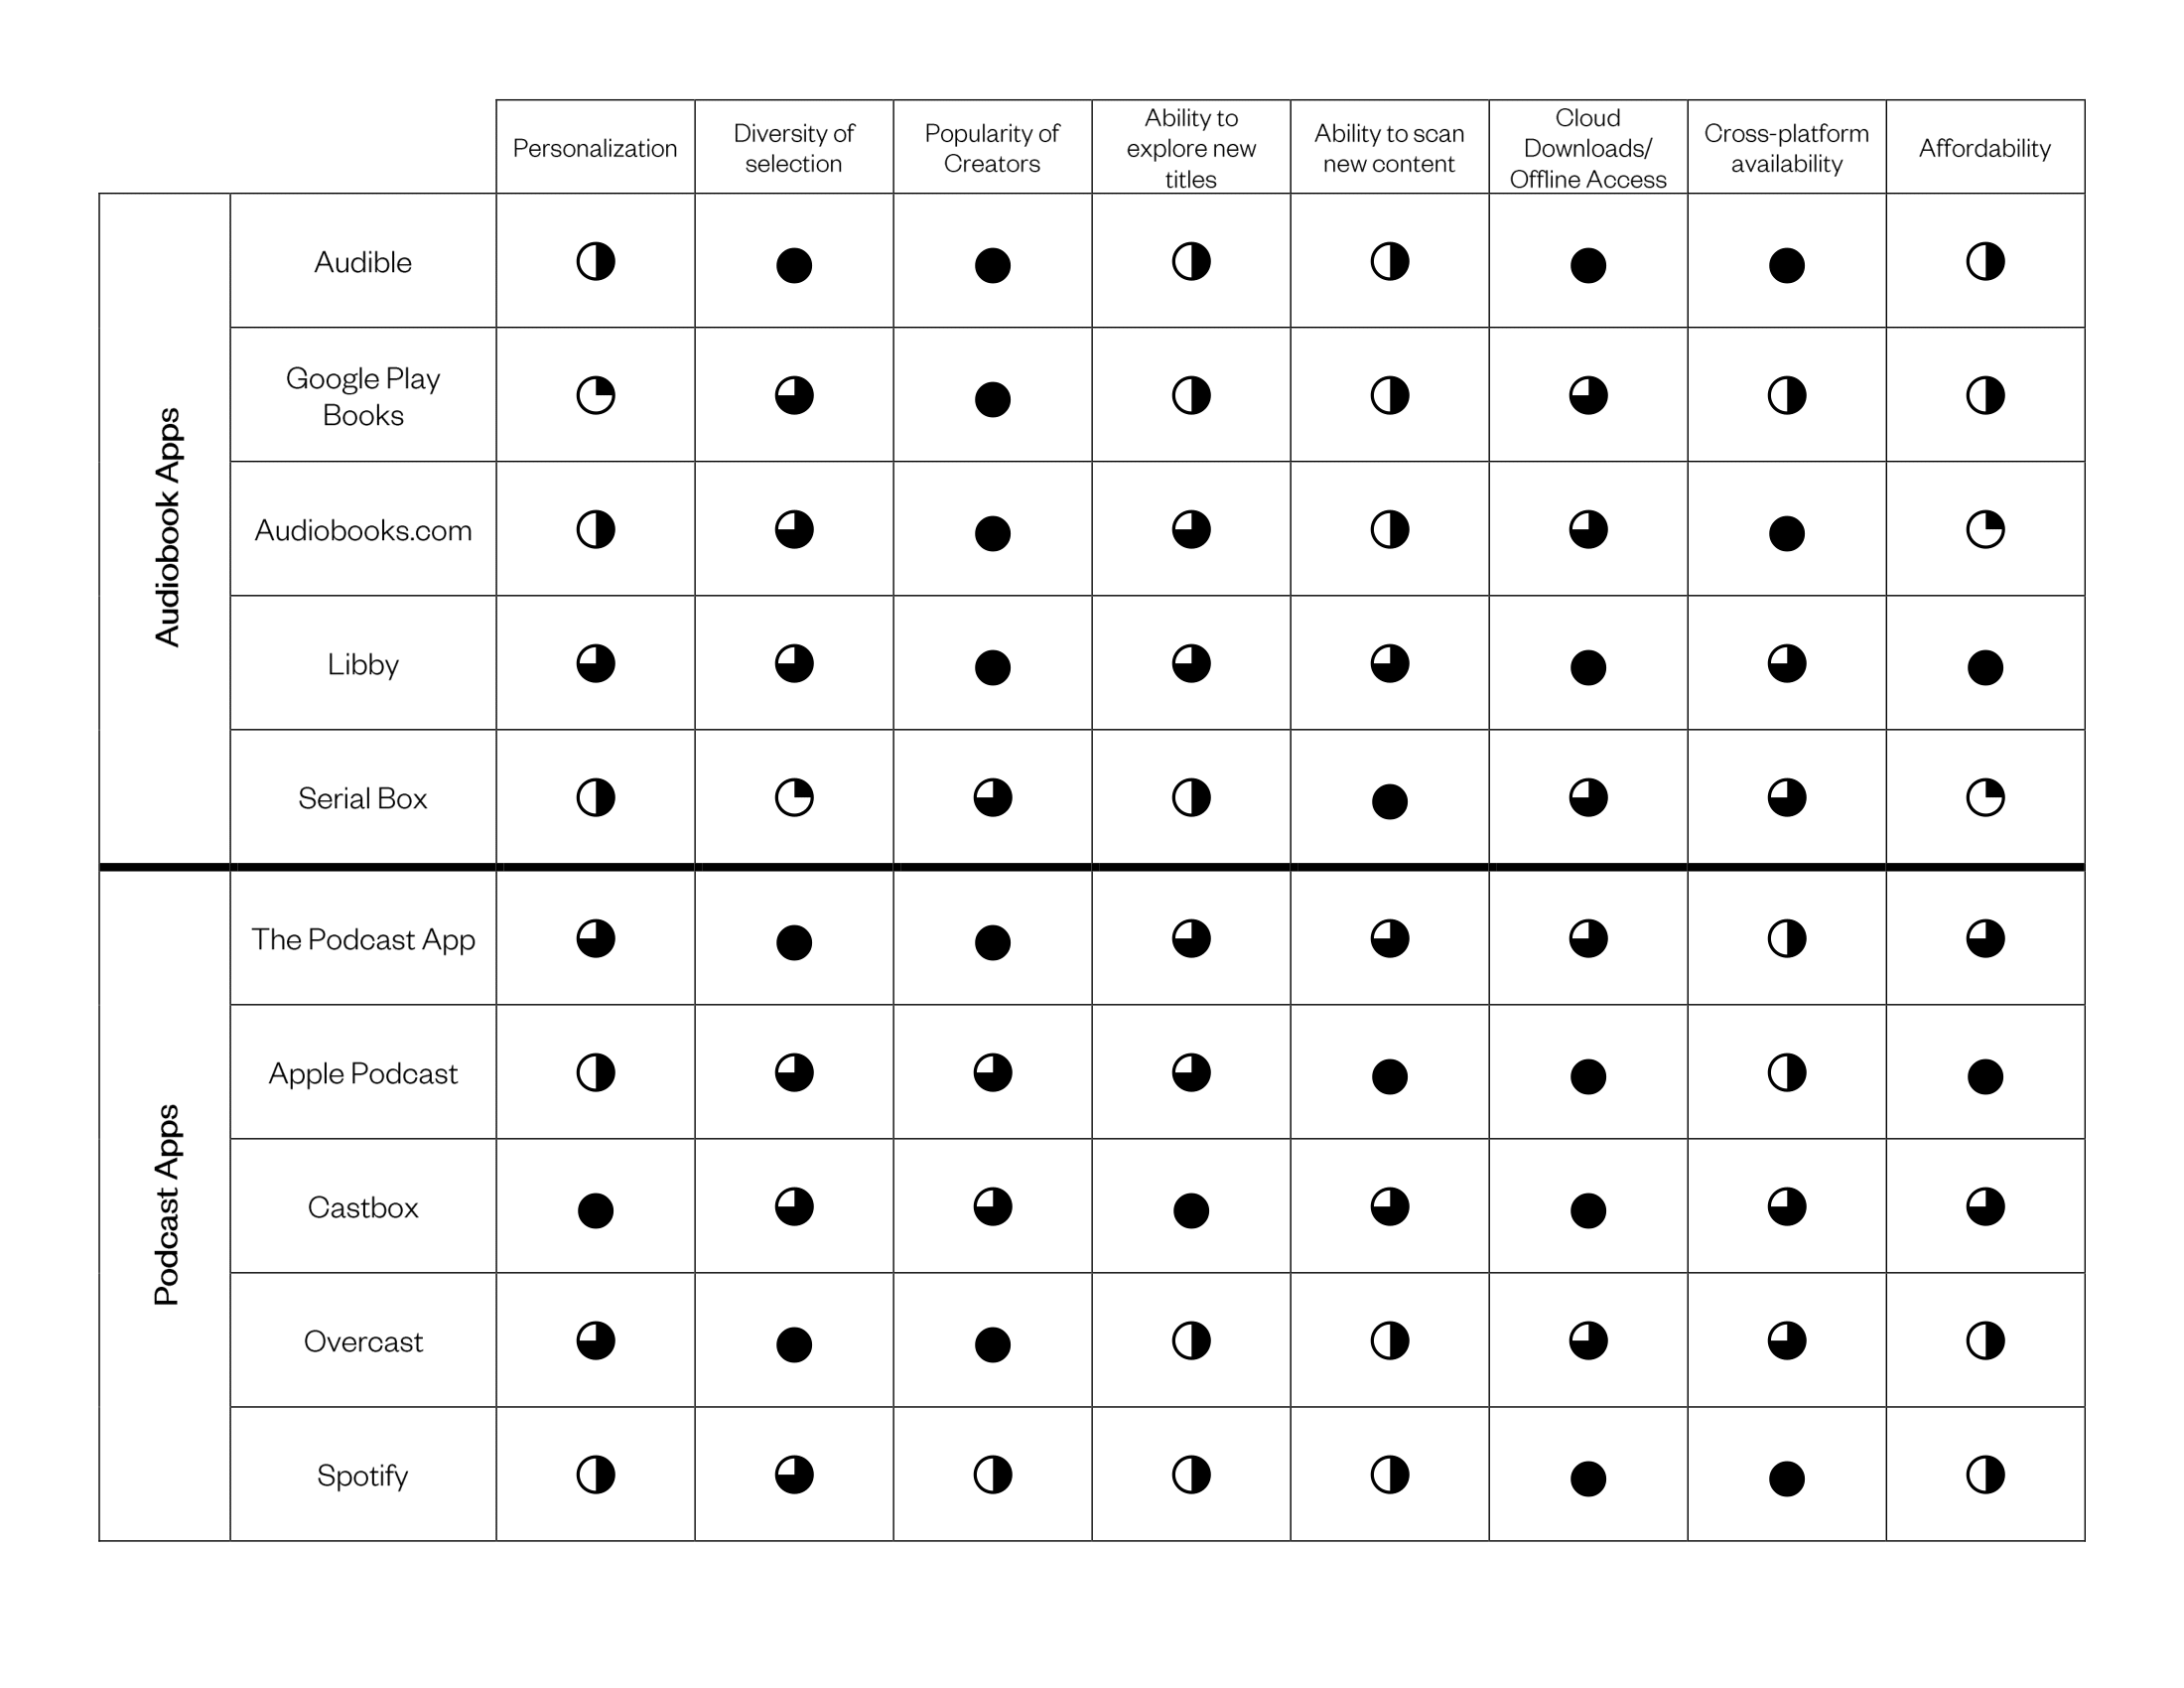 Personalization
Diversity of
selection
Popularity of
Creators
Ability to
explore new
titles
Ability to scan
new content
Cloud
Downloads/
Offline Access
Cross-platform
availability
Affordability
Audiobook Apps
Audible
Google Play
Books
Audiobooks.com
Libby
Serial Box
Podcast Apps
The Podcast App
Apple Podcast
Castbox
Overcast
Spotify